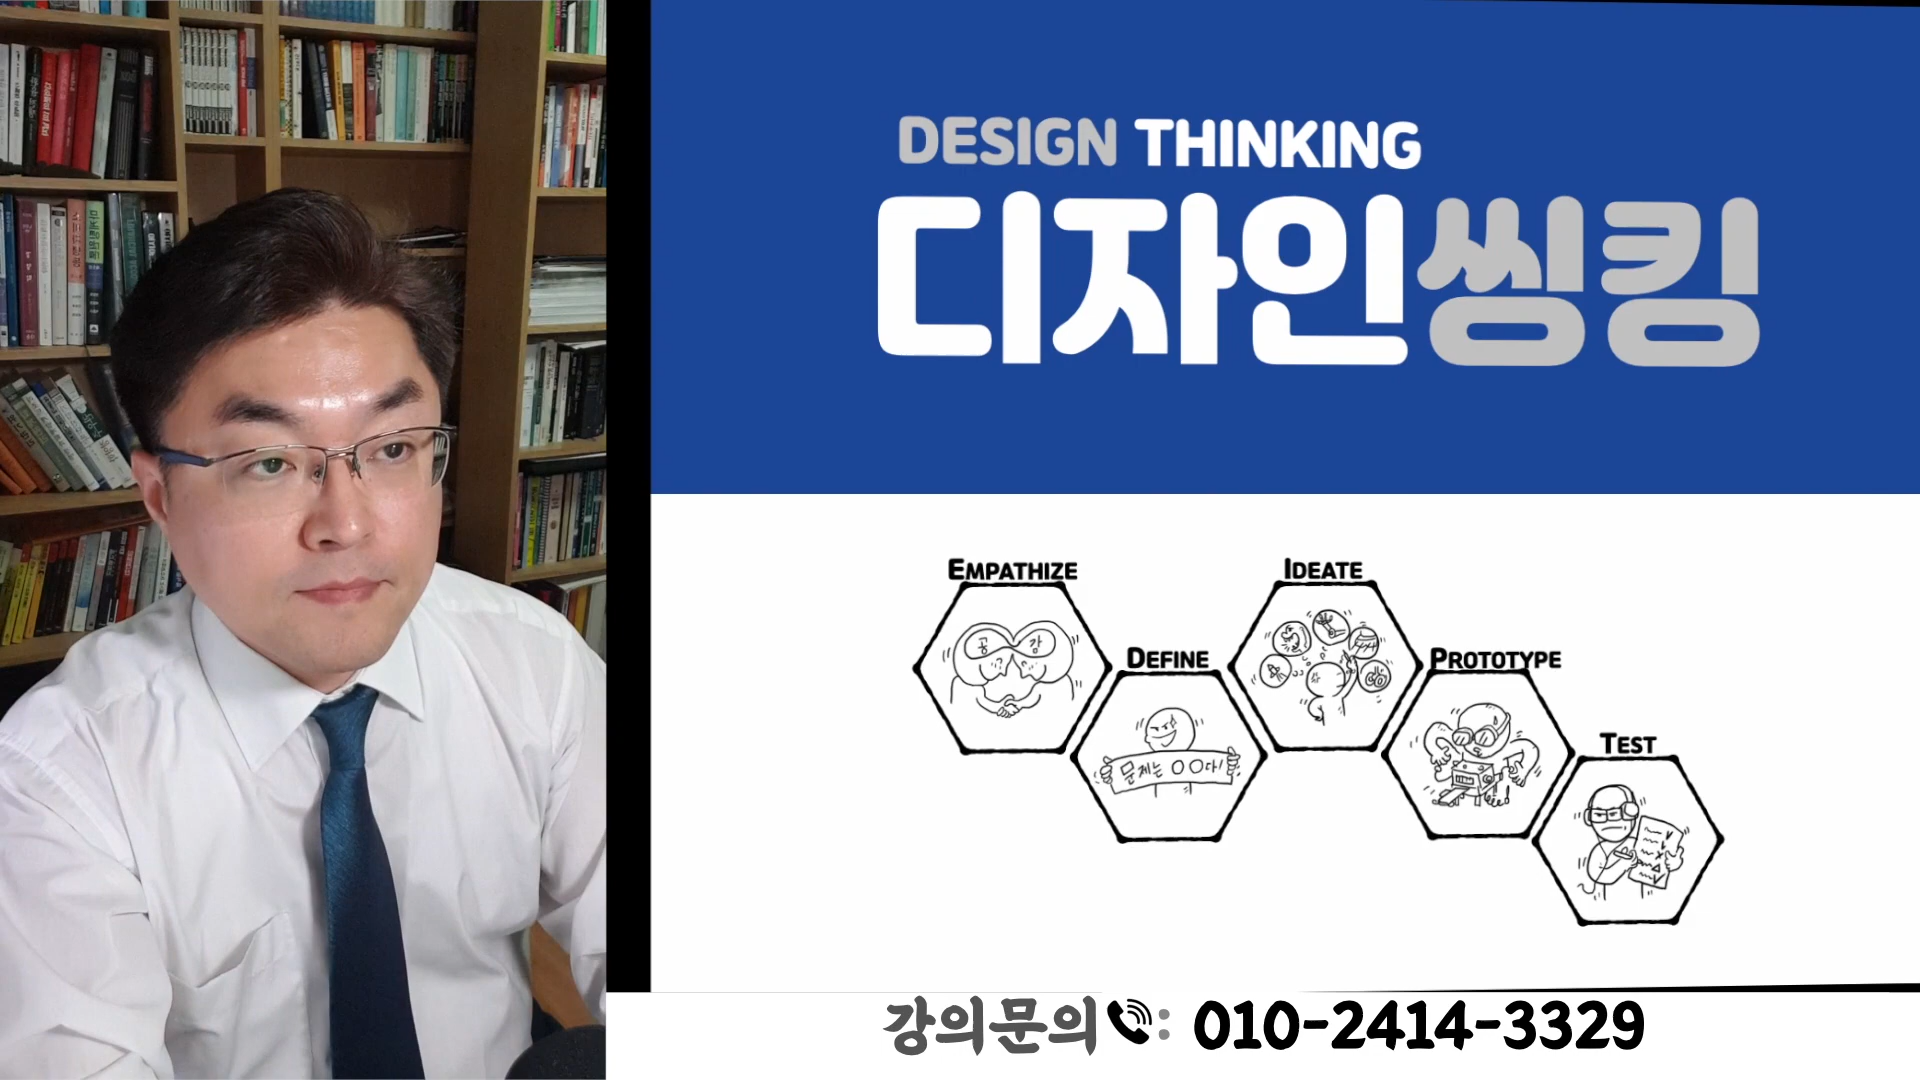 DESIGN THINKING
디자인씽킹
EMPATHIZE
IDEATE
DEFINE
PROTOTYPE
TEST
공감
문제는 OO다!
강의문의 : 010-2414-3329